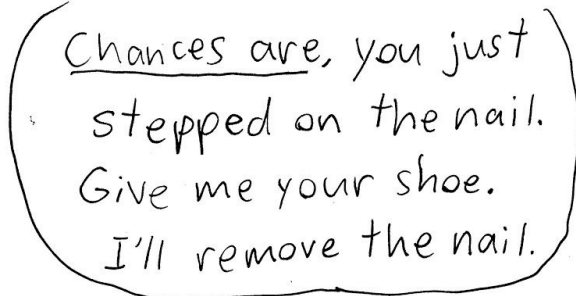 Chances are, you just
stepped on the nail.
Give me your shoe.
I'll remove the nail.